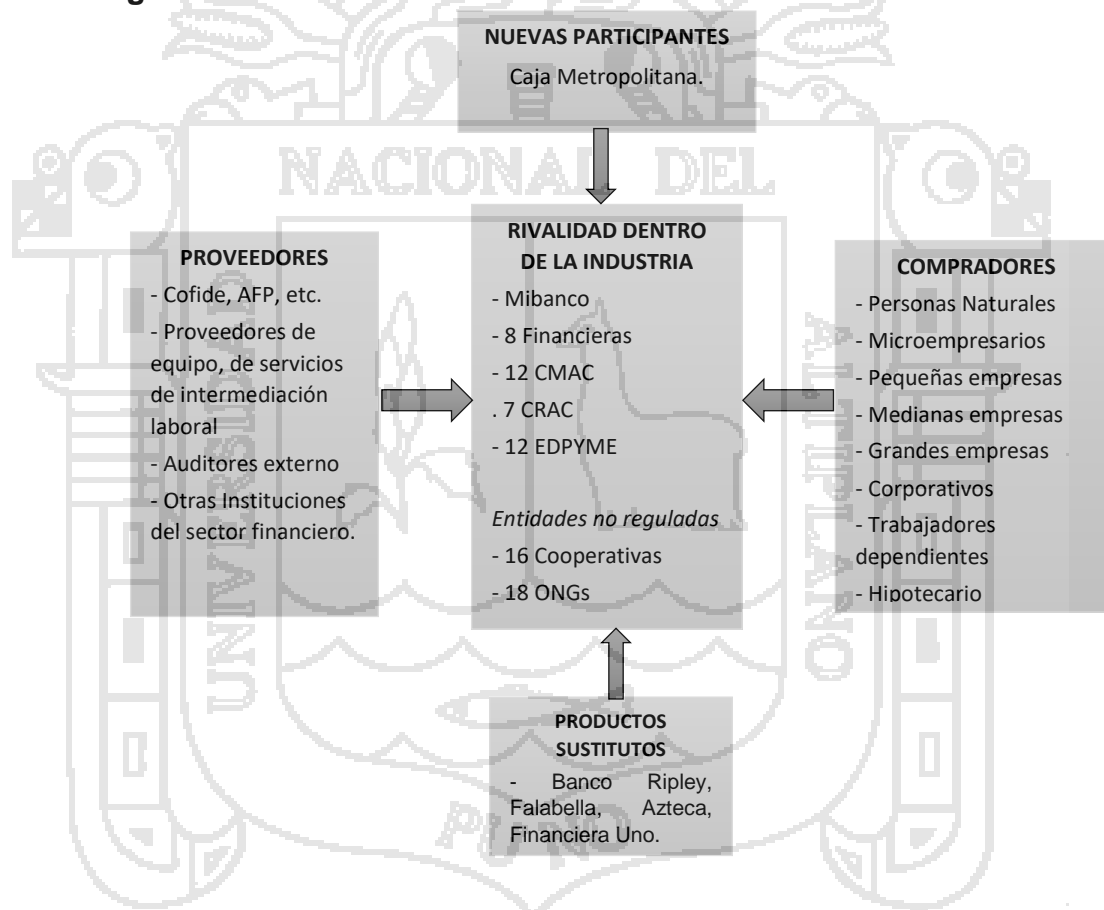 NUEVAS PARTICIPANTES
Caja Metropolitana.
PROVEEDORES
- Cofide, AFP, etc.
- Proveedores de
equipo, de servicios
de intermediación
laboral
- Auditores externo
- Otras Instituciones
del sector financiero.
RIVALIDAD DENTRO
DE LA INDUSTRIA
- Mibanco
- 8 Financieras
- 12 CMAC
. 7 CRAC
- 12 EDPYME
Entidades no reguladas
- 16 Cooperativas
- 18 ONGs
COMPRADORES
- Personas Naturales
- Microempresarios
- Pequeñas empresas
- Medianas empresas
- Grandes empresas
- Corporativos
- Trabajadores
dependientes
- Hipotecario
PRODUCTOS
SUSTITUTOS
- Banco Ripley,
Falabella, Azteca,
Financiera Uno.
UNIVERSIDAD
NACIONAL DEL
ALTIPLANO
PUNO